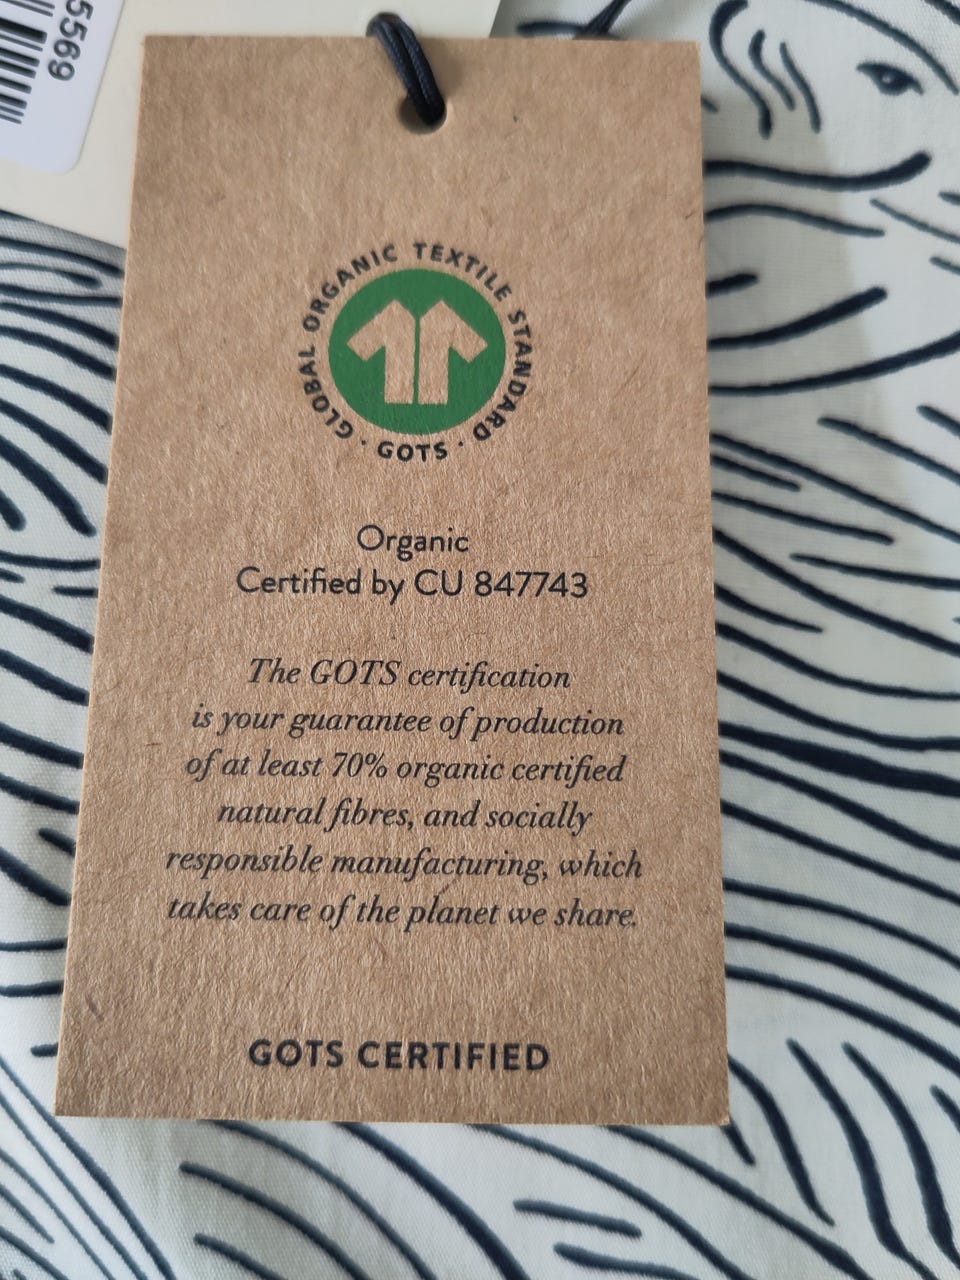 5569
GLOBAL ORGANIC TEXTILE STANDARD
· GOTS ·
Organic
Certified by CU 847743
The GOTS certification
is your guarantee of production
of at least 70% organic certified
natural fibres, and socially
responsible manufacturing, which
takes care of the planet we share.
GOTS CERTIFIED